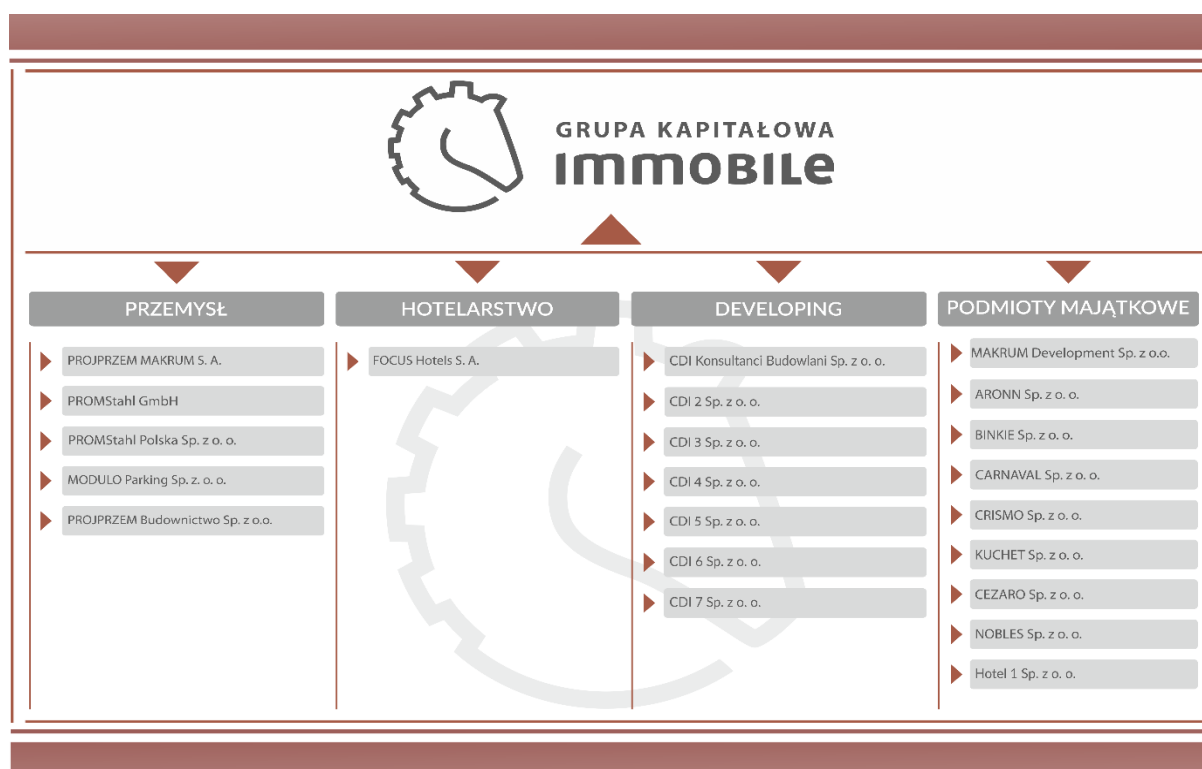 GRUPA KAPITAŁOWA
IMMOBILE
PRZEMYSŁ
PROJPRZEM MAKRUM S. A.
PROMStahl GmbH
PROMStahl Polska Sp. z o. o.
MODULO Parking Sp. z. o. o.
PROJPRZEM Budownictwo Sp. z o.o.
HOTELARSTWO
FOCUS Hotels S. A.
DEVELOPING
CDI Konsultanci Budowlani Sp. z o. o.
CDI 2 Sp. z o. o.
CDI 3 Sp. z o. o.
CDI 4 Sp. z o. o.
CDI 5 Sp. z o. o.
CDI 6 Sp. z o. o.
CDI 7 Sp. z o. o.
PODMIOTY MAJĄTKOWE
MAKRUM Development Sp. z o.o.
ARONN Sp. z o. o.
BINKIE Sp. z o. o.
CARNAVAL Sp. z o. o.
CRISMO Sp. z o. o.
KUCHET Sp. z o. o.
CEZARO Sp. z o. o.
NOBLES Sp. z o. o.
Hotel 1 Sp. z o. o.